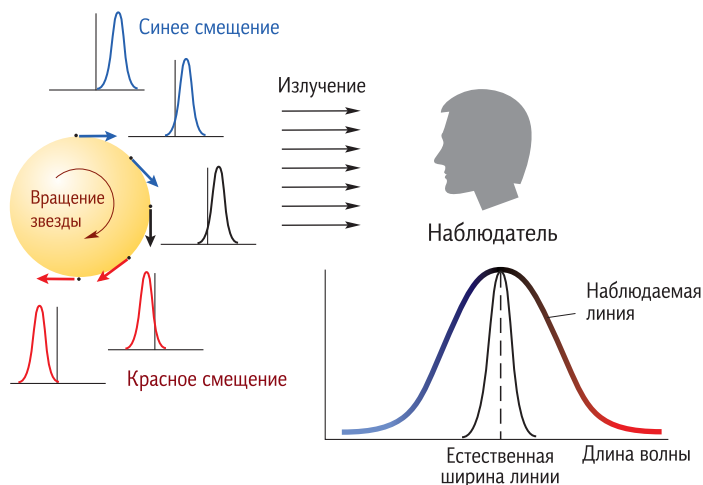 Синее смещение
Излучение
Вращение
звезды
Наблюдатель
Наблюдаемая
линия
Красное смещение
Естественная
ширина линии
Длина волны